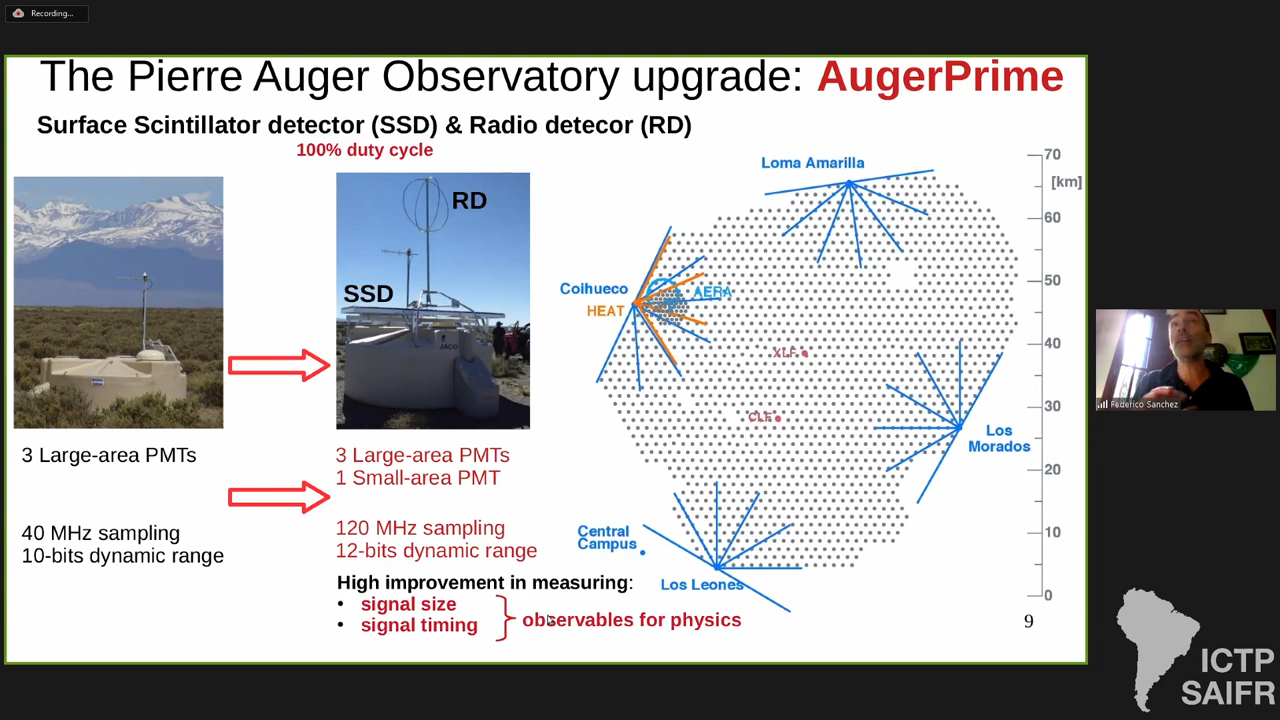 Recording...
The Pierre Auger Observatory upgrade: AugerPrime
Surface Scintillator detector (SSD) & Radio detecor (RD)
100% duty cycle
RD
SSD
3 Large-area PMTs
40 MHz sampling
10-bits dynamic range
3 Large-area PMTs
1 Small-area PMT
120 MHz sampling
12-bits dynamic range
High improvement in measuring:
• signal size
• signal timing
observables for physics
Loma Amarilla
Coihueco
HEAT
AERA
XLF
CLF
Los
Morados
Central
Campus
Los Leones
70
[km]
60
50
40
30
20
10
0
9
Federico Sanchez
ICTP
SAIFR